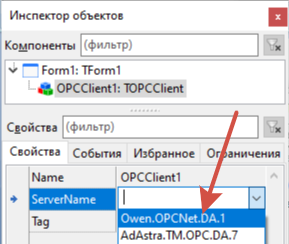 Инспектор объектов
Компоненты (фильтр)
Form1: TForm1
OPCClient1: TOPCClient
Свойства (фильтр)
Свойства События Избранное Ограничения
Name OPCClient1
ServerName
Owen.OPCNet.DA.1
Tag AdAstra.TM.OPC.DA.7